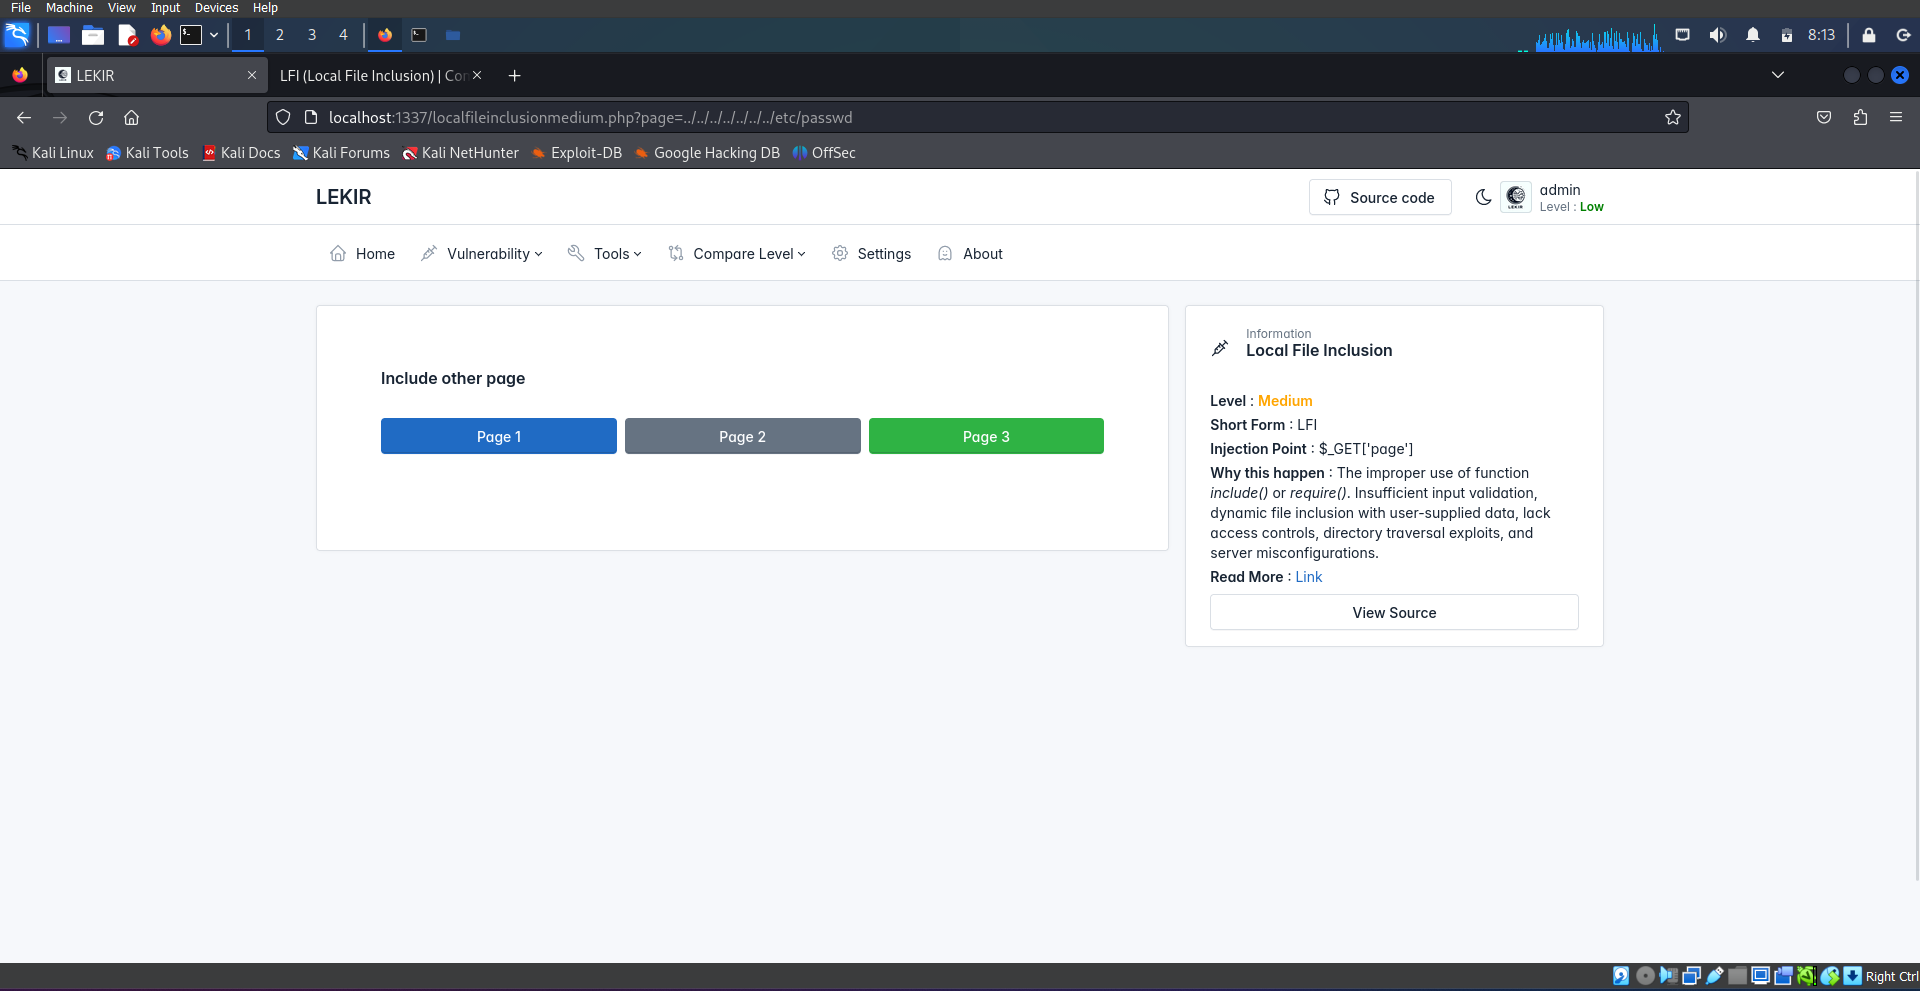 File Machine View Input Devices Help
1 2 3 4 8:13
LEKIR LFI (Local File Inclusion) | Co
localhost:1337/localfileinclusionmedium.php?page=../../../../../../../etc/passwd
Kali Linux Kali Tools Kali Docs Kali Forums Kali NetHunter Exploit-DB Google Hacking DB OffSec
LEKIR Source code admin
Level : Low
Home Vulnerability Tools Compare Level Settings About
Include other page
Page 1 Page 2 Page 3
Information
Local File Inclusion
Level : Medium
Short Form : LFI
Injection Point : $_GET['page']
Why this happen : The improper use of function
include() or require(). Insufficient input validation,
dynamic file inclusion with user-supplied data, lack
access controls, directory traversal exploits, and
server misconfigurations.
Read More : Link
View Source
Right Ctrl